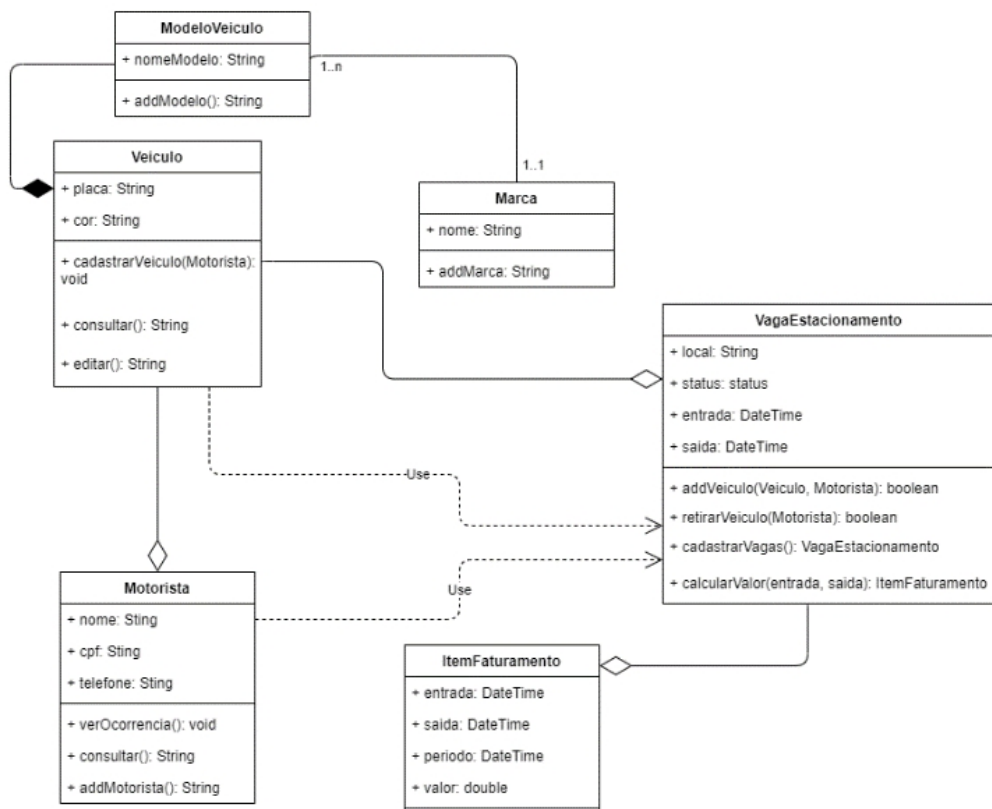 ModeloVeiculo
+ nomeModelo: String
+ addModelo(): String
1..n
1..1
Veiculo
+ placa: String
+ cor: String
+ cadastrarVeiculo(Motorista):
void
+ consultar(): String
+ editar(): String
Marca
+ nome: String
+ addMarca: String
VagaEstacionamento
+ local: String
+ status: status
+ entrada: DateTime
+ saida: DateTime
+ addVeiculo(Veiculo, Motorista): boolean
+ retirarVeiculo(Motorista): boolean
+ cadastrarVagas(): VagaEstacionamento
+ calcularValor(entrada, saida): ItemFaturamento
Use
Use
Motorista
+ nome: Sting
+ cpf: Sting
+ telefone: Sting
+ verOcorrencia(): void
+ consultar(): String
+ addMotorista(): String
ItemFaturamento
+ entrada: DateTime
+ saida: DateTime
+ periodo: DateTime
+ valor: double